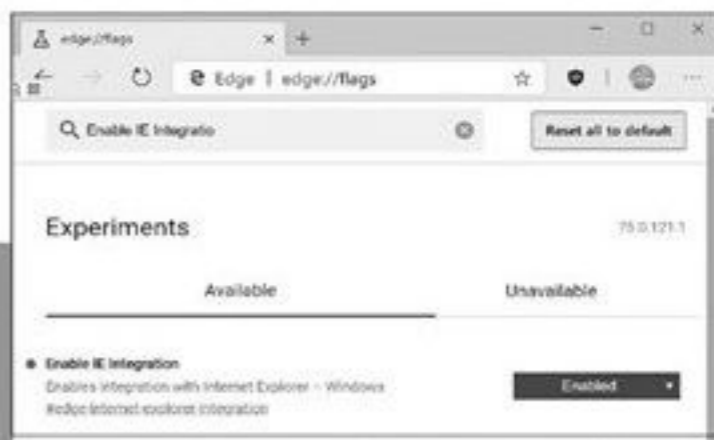 edge://flags
Edge | edge://flags
Enable IE Integratio
Reset all to default
Experiments
75.0.121.1
Available
Unavailable
Enable IE Integration
Enables integration with Internet Explorer – Windows
#edge-internet-explorer-integration
Enabled